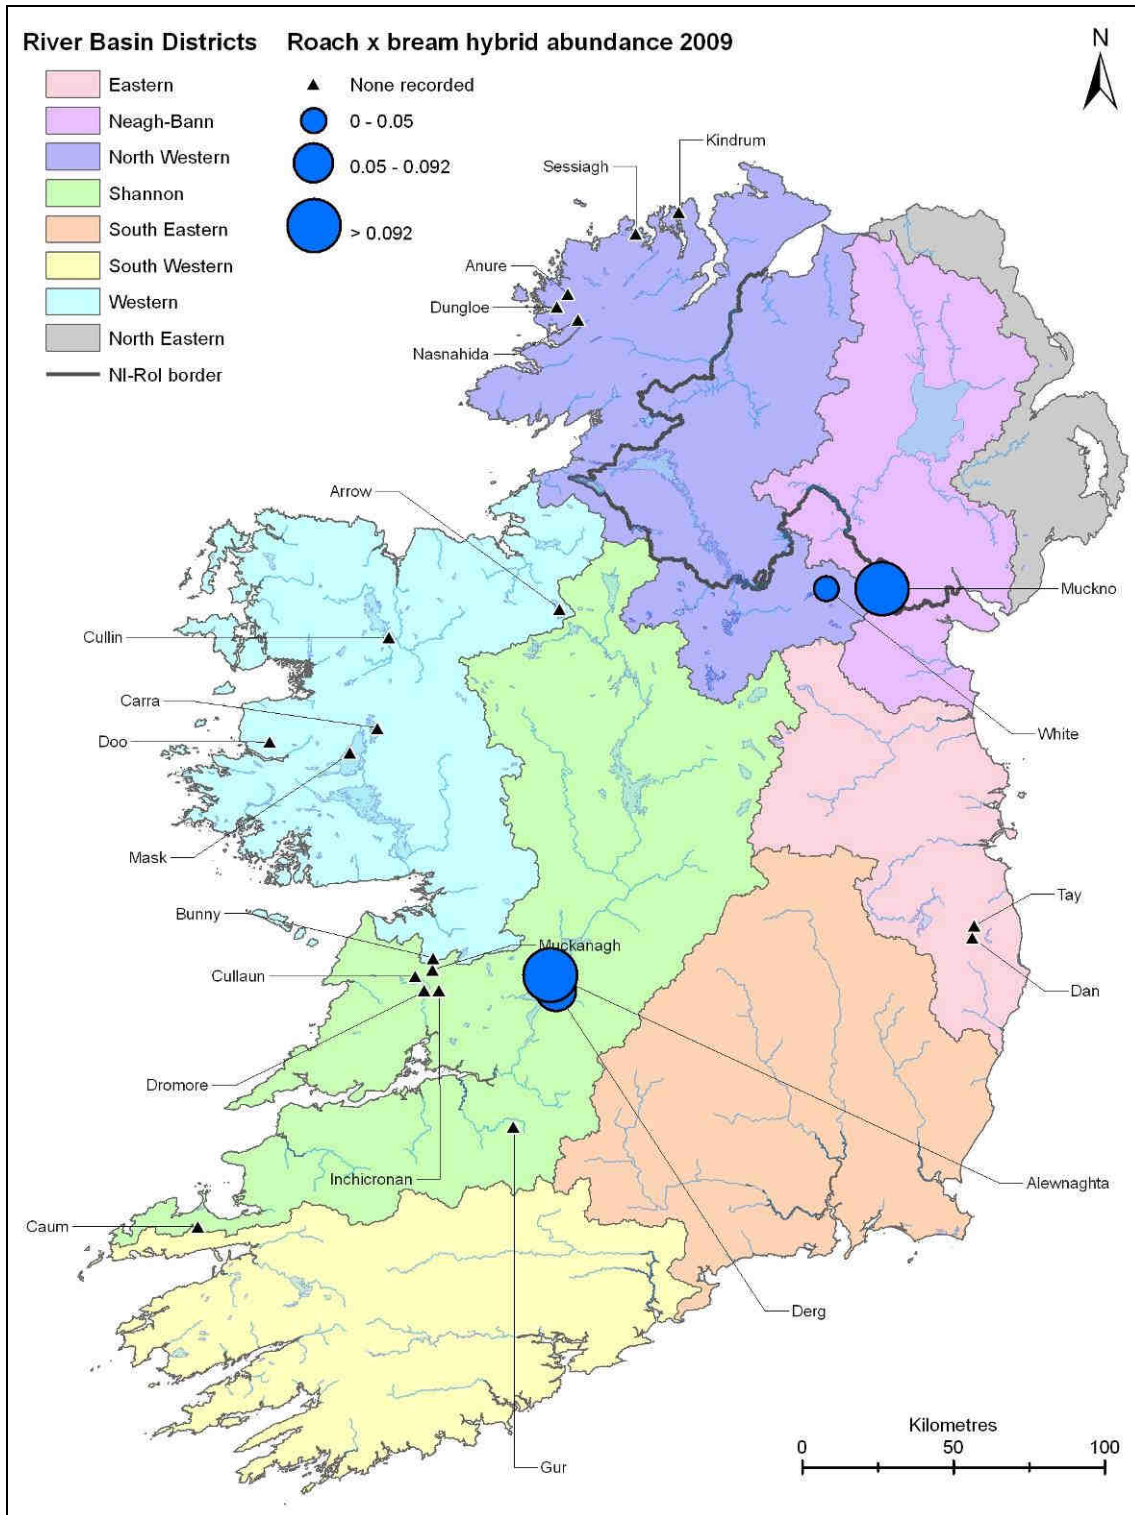 River Basin Districts
Eastern
Neagh-Bann
North Western
Shannon
South Eastern
South Western
Western
North Eastern
NI-RoI border
Roach x bream hybrid abundance 2009
None recorded
0 - 0.05
0.05 - 0.092
> 0.092
N
Kindrum
Sessiagh
Anure
Dungloe
Nasnahida
Arrow
Muckno
Cullin
Carra
White
Doo
Mask
Tay
Bunny
Muckanagh
Cullaun
Dan
Dromore
Inchicronan
Alewnaghta
Caum
Derg
Gur
Kilometres
0 50 100